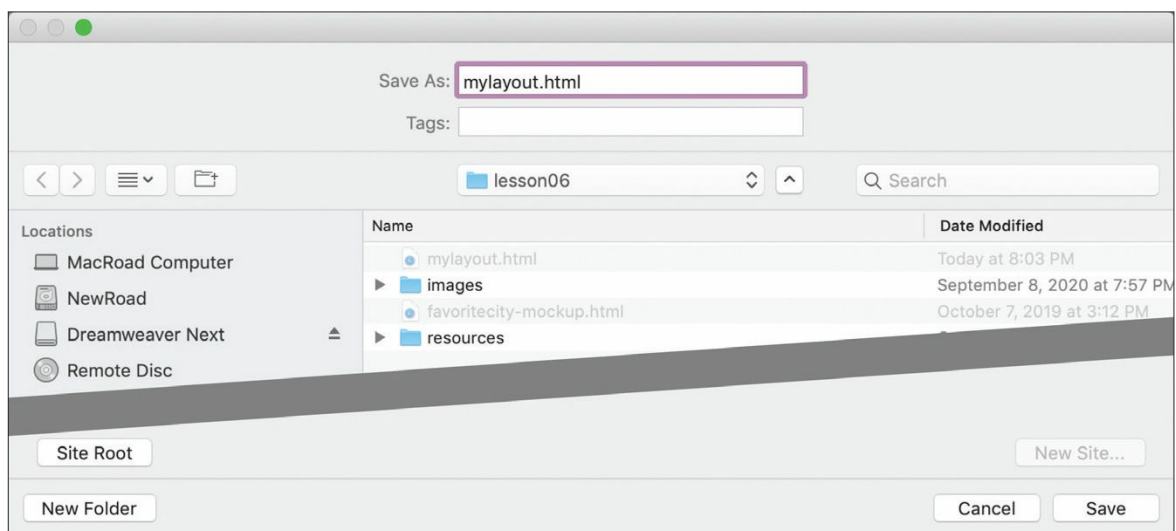 Save As: mylayout.html
Tags:
lesson06
Search
Locations
MacRoad Computer
NewRoad
Dreamweaver Next
Remote Disc
Name Date Modified
mylayout.html Today at 8:03 PM
images September 8, 2020 at 7:57 PM
favoritecity-mockup.html October 7, 2019 at 3:12 PM
resources
Site Root
New Site...
New Folder
Cancel
Save